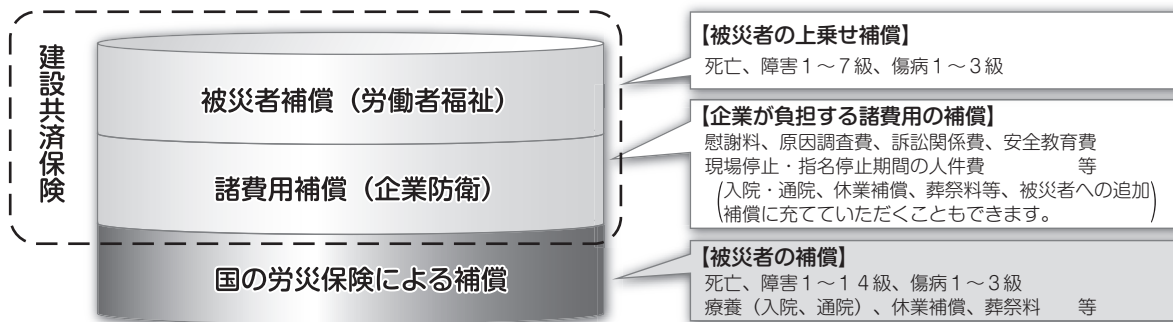 建設共済保険
被災者補償（労働者福祉）
諸費用補償（企業防衛）
国の労災保険による補償
【被災者の上乗せ補償】
死亡、障害１～７級、傷病１～３級
【企業が負担する諸費用の補償】
慰謝料、原因調査費、訴訟関係費、安全教育費
現場停止・指名停止期間の人件費　　　　等
（入院・通院、休業補償、葬祭料等、被災者への追加
補償に充てていただくこともできます。）
【被災者の補償】
死亡、障害１～１４級、傷病１～３級
療養（入院、通院）、休業補償、葬祭料　　等